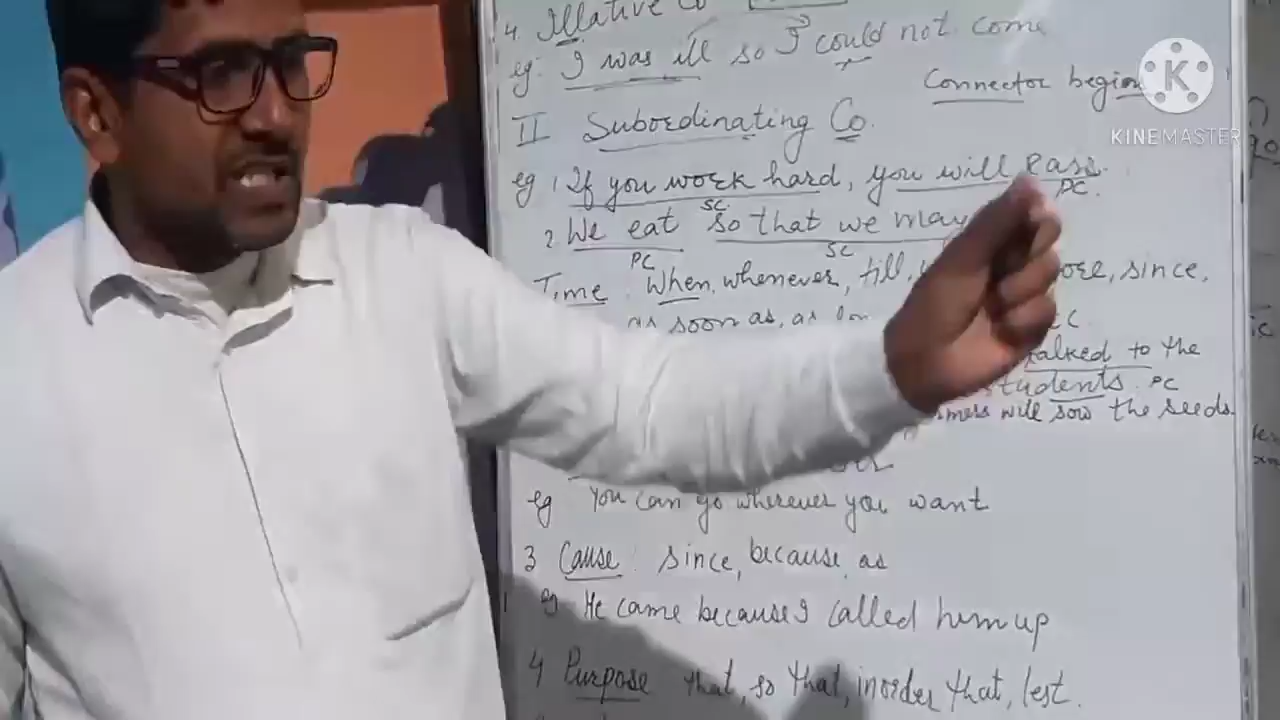 4. Illative Co
eg: I was ill so I could not come
Connector begin
K
KINEMASTER
II Subordinating Co.
eg 1 If you work hard, you will pass.
SC PC.
2 We eat so that we may
PC SC
Time When, whenever, till, since,
as soon as, as
talked to the
students. PC
will sow the seeds.
eg You can go wherever you want
3 Cause: since, because, as
eg He came because I called him up
4 Purpose that, so that, inorder that, lest.